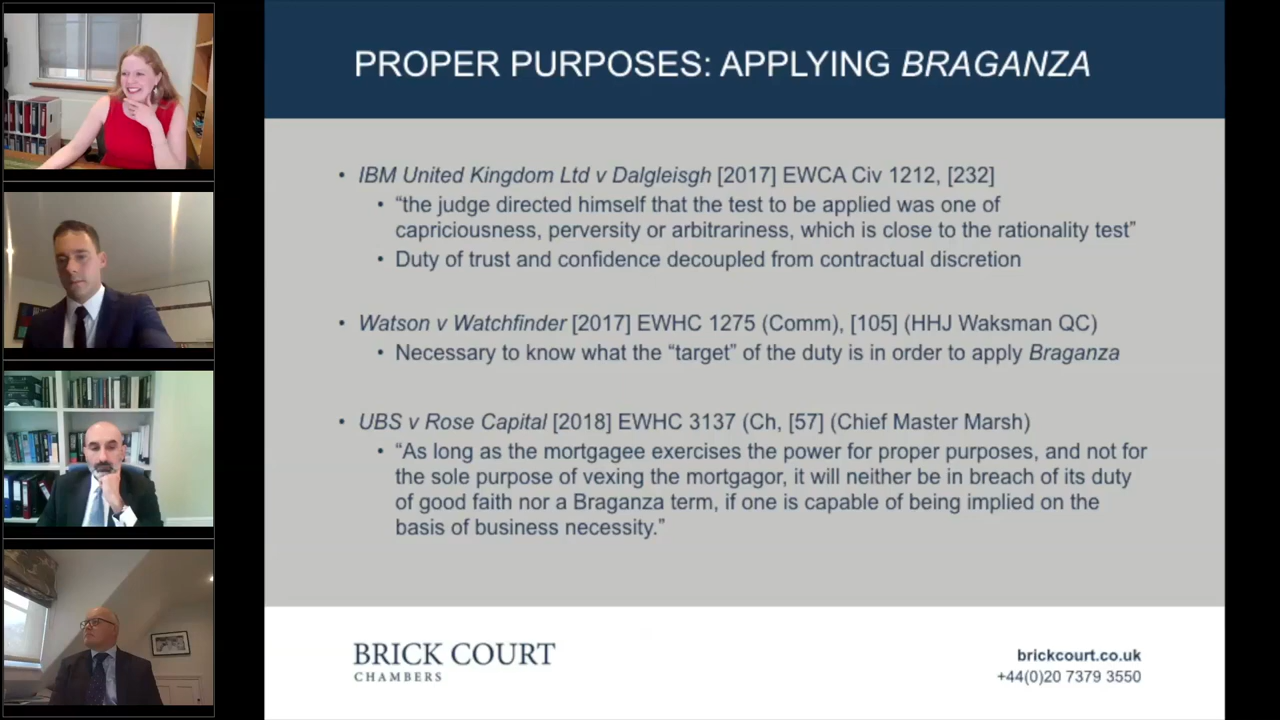 PROPER PURPOSES: APPLYING BRAGANZA
• IBM United Kingdom Ltd v Dalgleisgh [2017] EWCA Civ 1212, [232]
• “the judge directed himself that the test to be applied was one of
capriciousness, perversity or arbitrariness, which is close to the rationality test”
• Duty of trust and confidence decoupled from contractual discretion
• Watson v Watchfinder [2017] EWHC 1275 (Comm), [105] (HHJ Waksman QC)
• Necessary to know what the “target” of the duty is in order to apply Braganza
• UBS v Rose Capital [2018] EWHC 3137 (Ch, [57] (Chief Master Marsh)
• “As long as the mortgagee exercises the power for proper purposes, and not for
the sole purpose of vexing the mortgagor, it will neither be in breach of its duty
of good faith nor a Braganza term, if one is capable of being implied on the
basis of business necessity.”
BRICK COURT
CHAMBERS
brickcourt.co.uk
+44(0)20 7379 3550